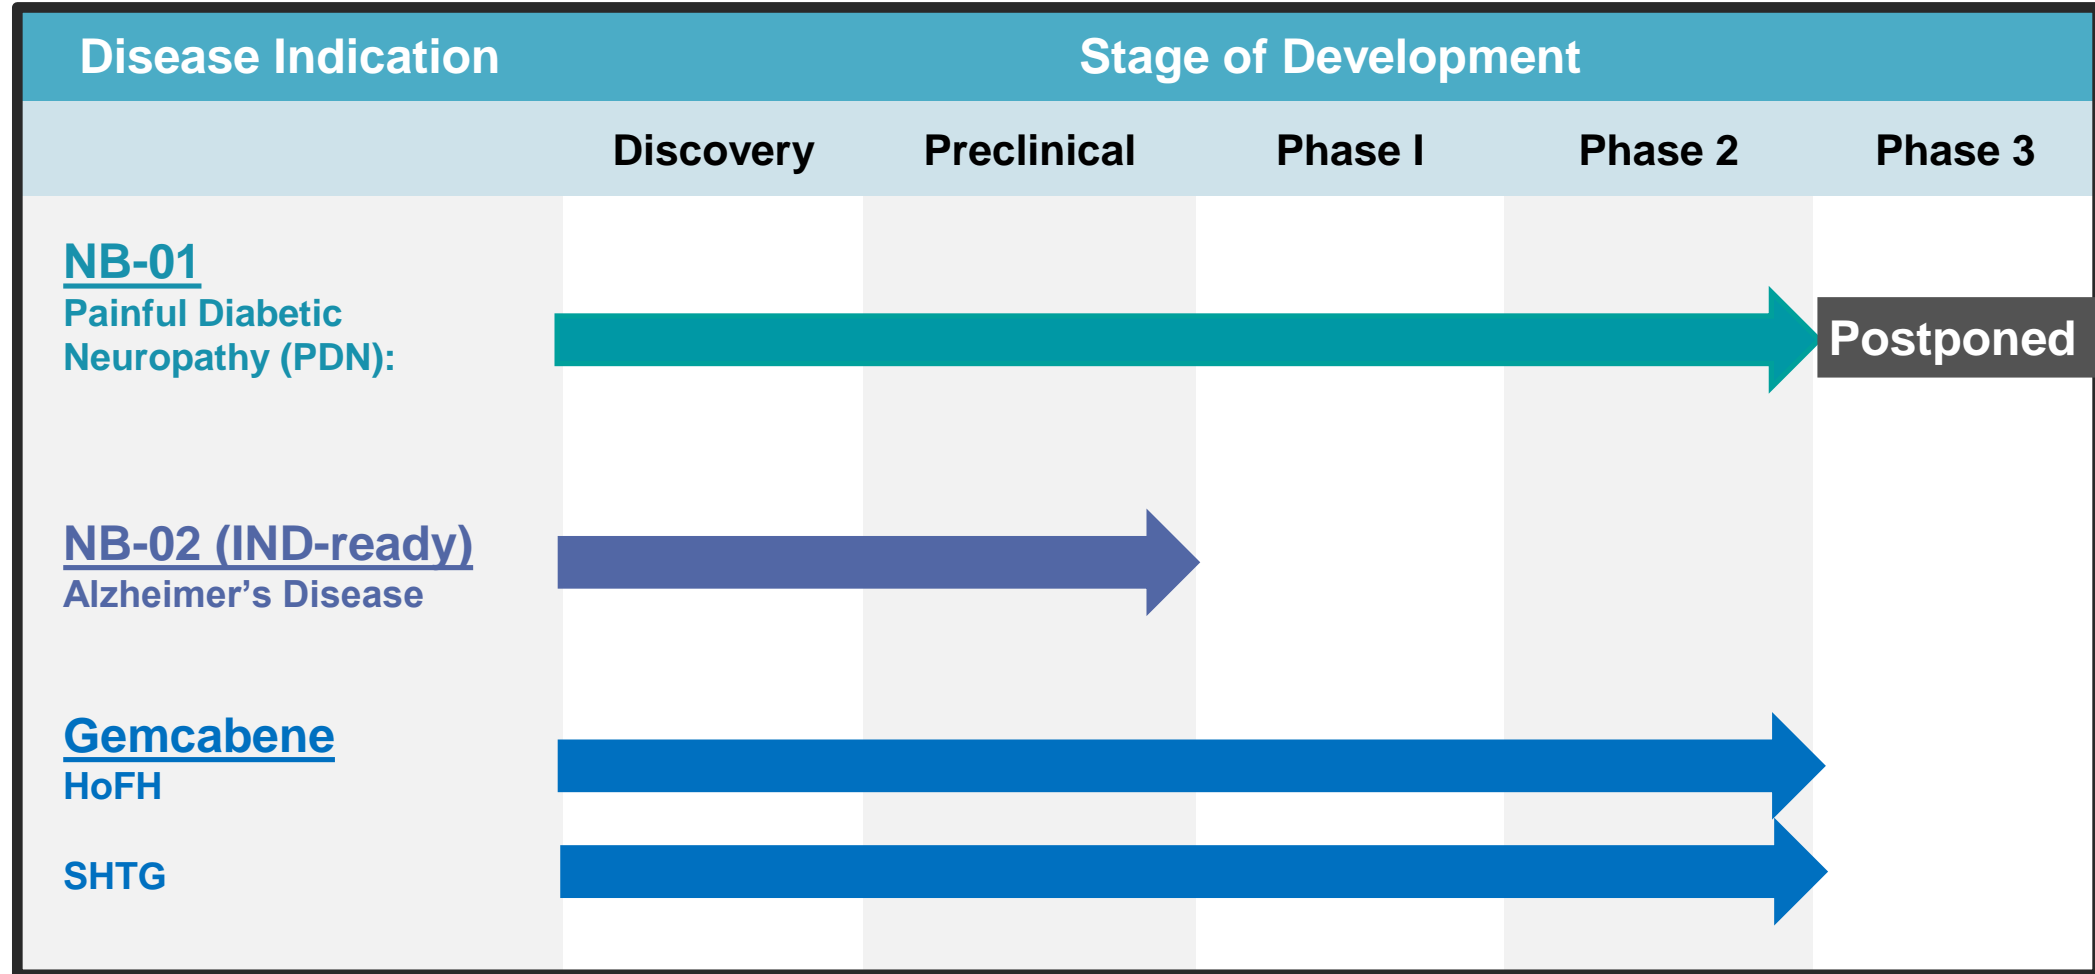 Disease Indication
Stage of Development
Discovery
Preclinical
Phase I
Phase 2
Phase 3
NB-01
Painful Diabetic
Neuropathy (PDN):
Postponed
NB-02 (IND-ready)
Alzheimer’s Disease
Gemcabene
HoFH
SHTG